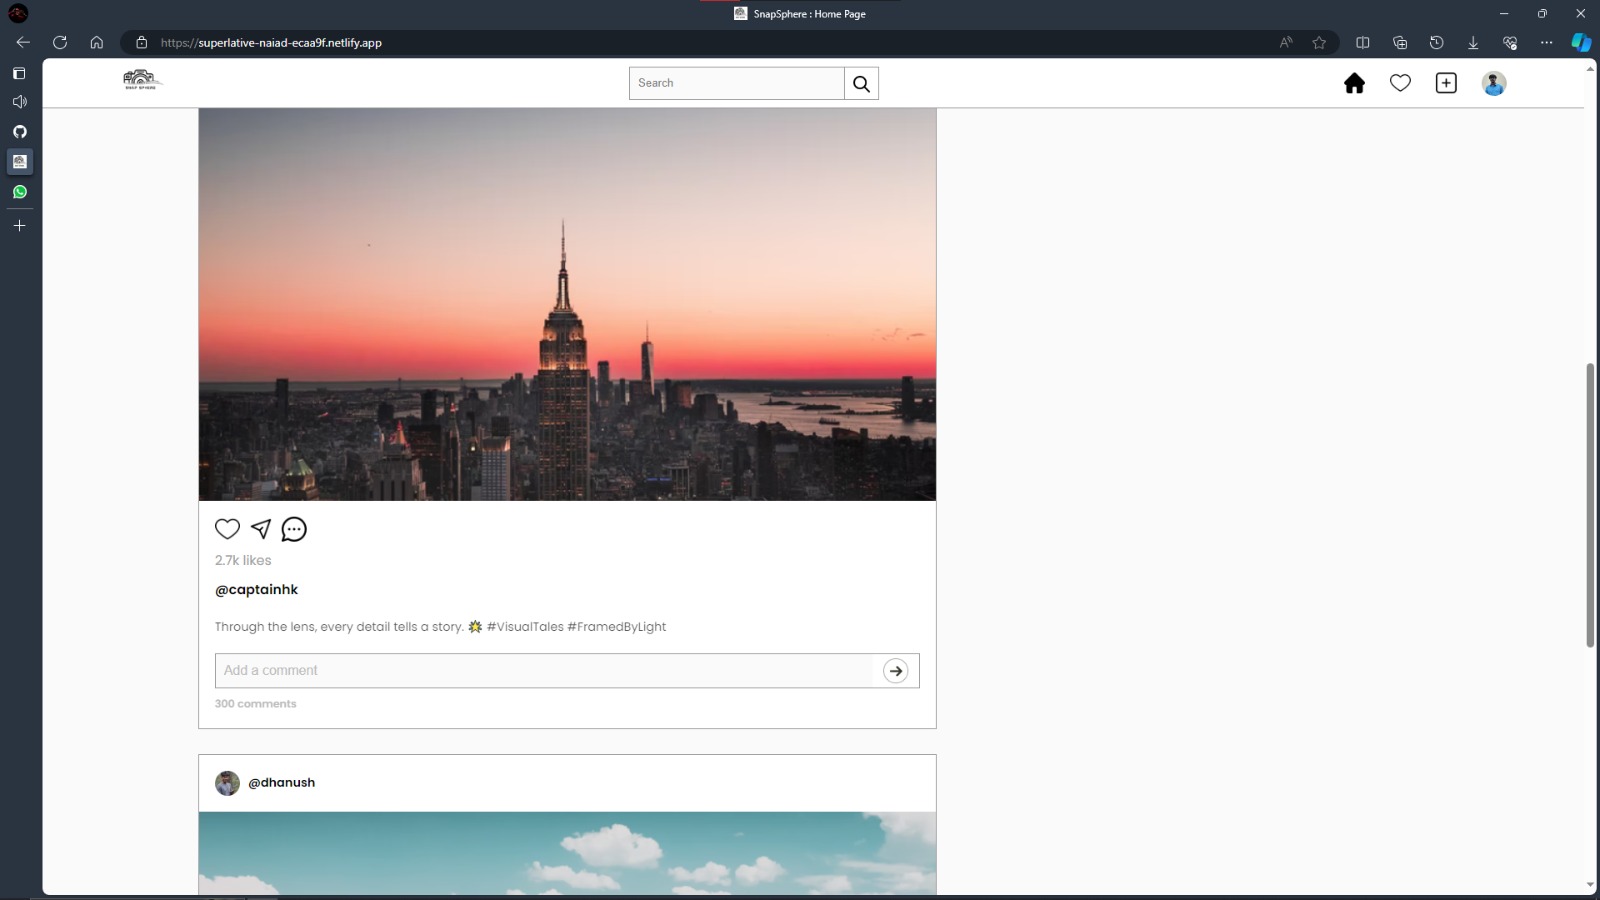 SnapSphere : Home Page
https://superlative-naiad-ecaa9f.netlify.app
SNAP SPHERE
Search
2.7k likes
@captainhk
Through the lens, every detail tells a story. 🌟 #VisualTales #FramedByLight
Add a comment
300 comments
@dhanush